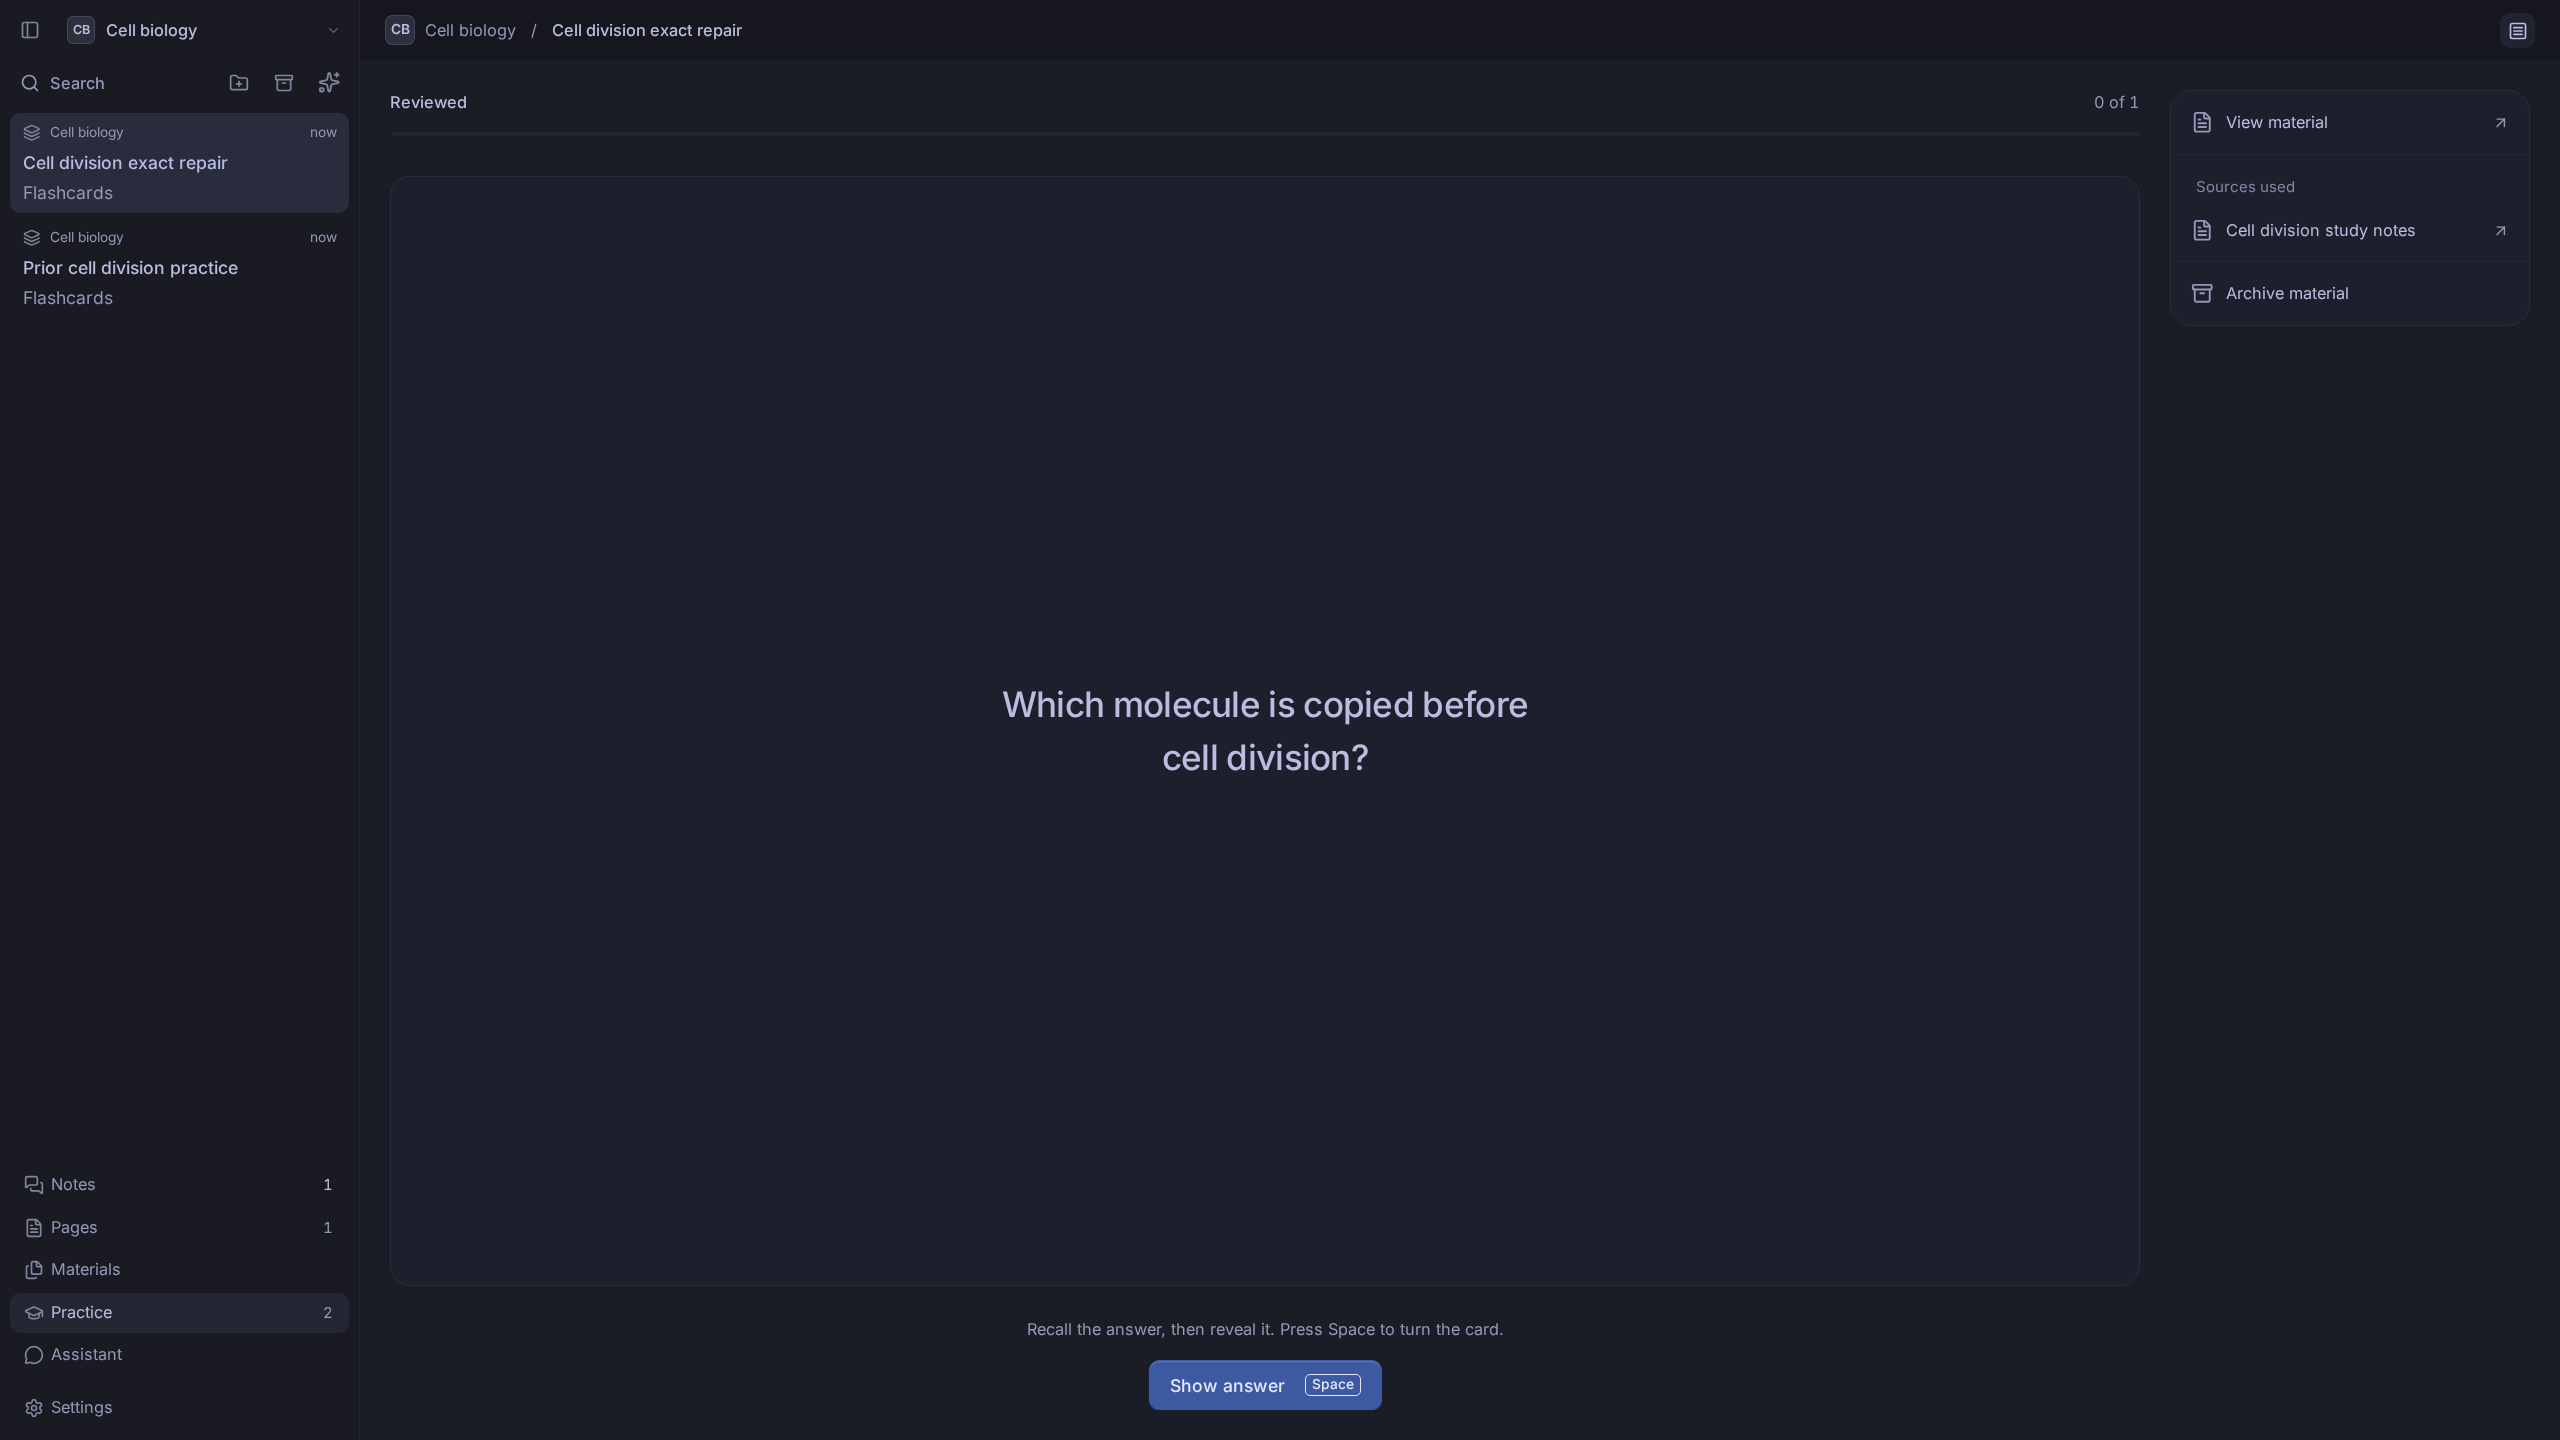 CB Cell biology
Search
Cell biology now
Cell division exact repair
Flashcards
Cell biology now
Prior cell division practice
Flashcards
Notes 1
Pages 1
Materials
Practice 2
Assistant
Settings
CB Cell biology / Cell division exact repair
Reviewed 0 of 1
Which molecule is copied before
cell division?
Recall the answer, then reveal it. Press Space to turn the card.
Show answer Space
View material
Sources used
Cell division study notes
Archive material